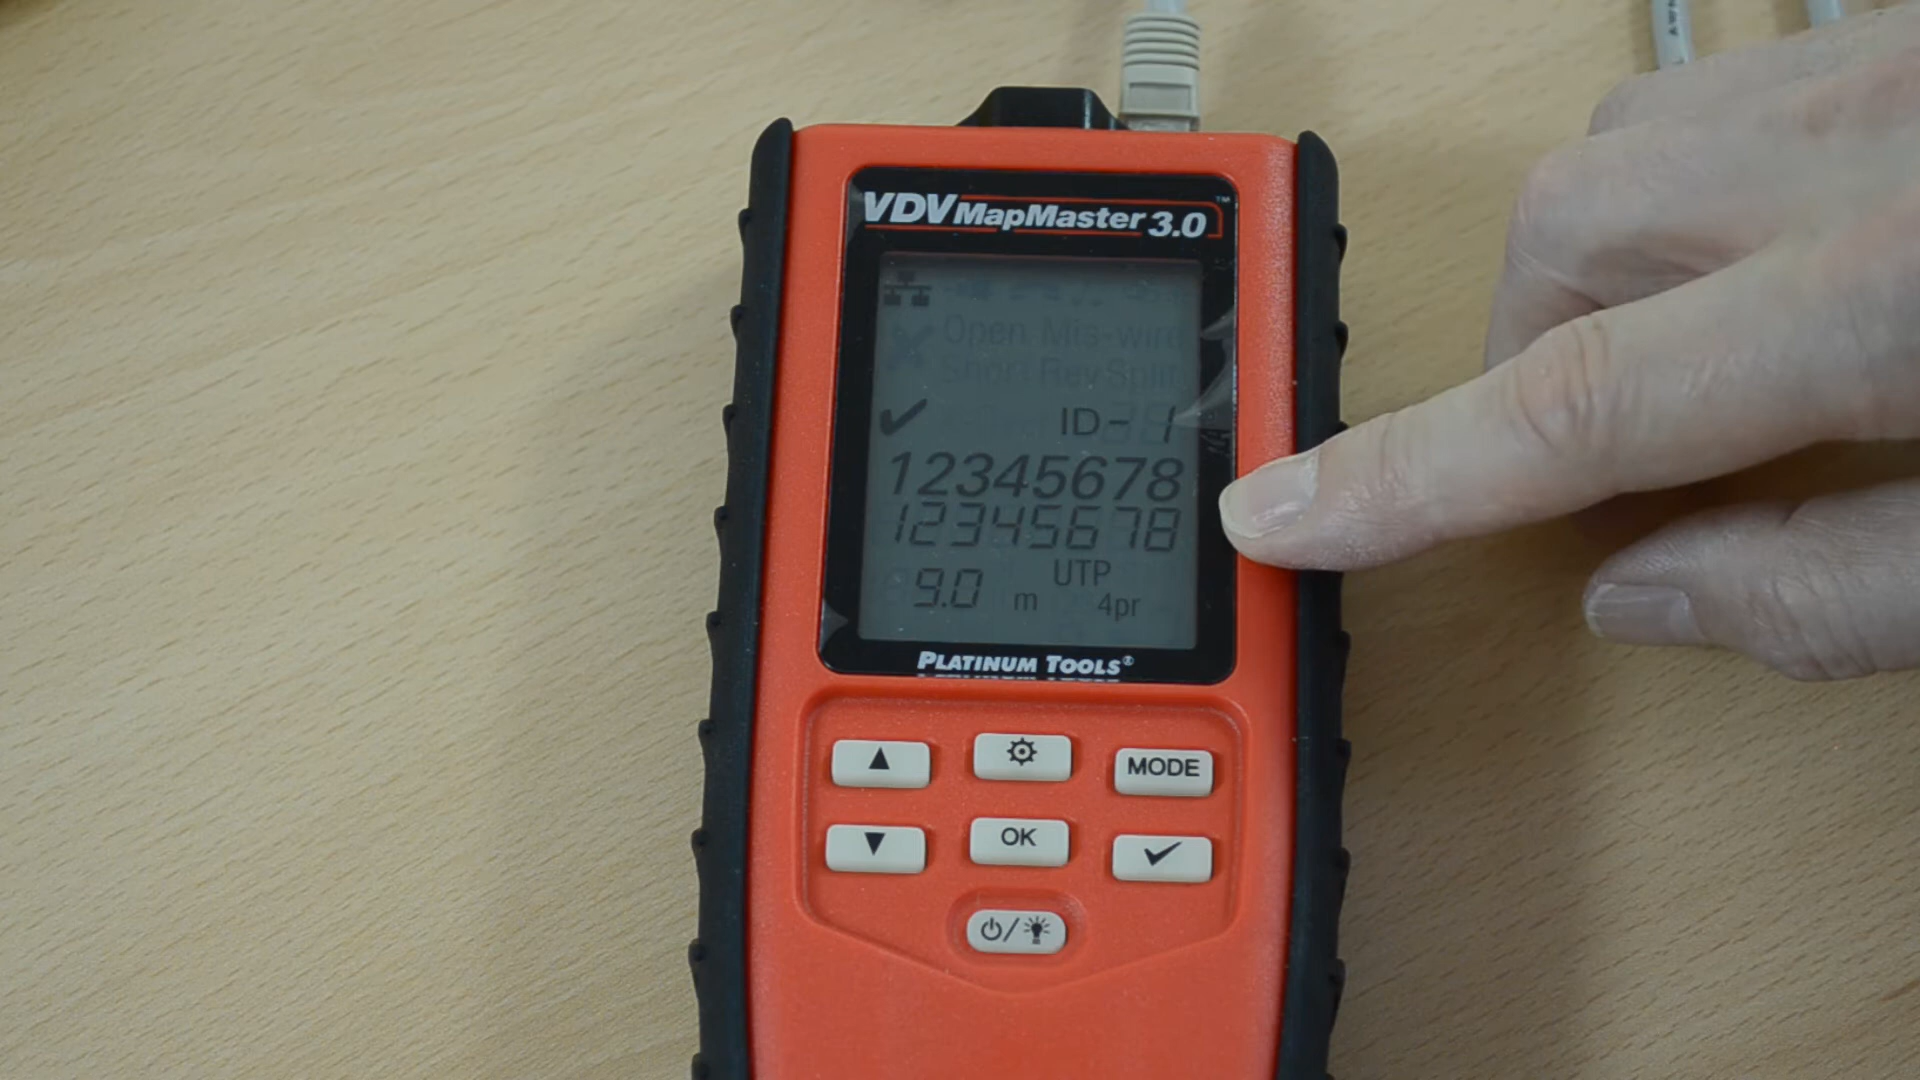 VDV MapMaster 3.0 ™
Open Mis-wire
Short Rev Split
ID-1
12345678
12345678
UTP
9.0 m 4pr
PLATINUM TOOLS®
▲ MODE
▼ OK ✓